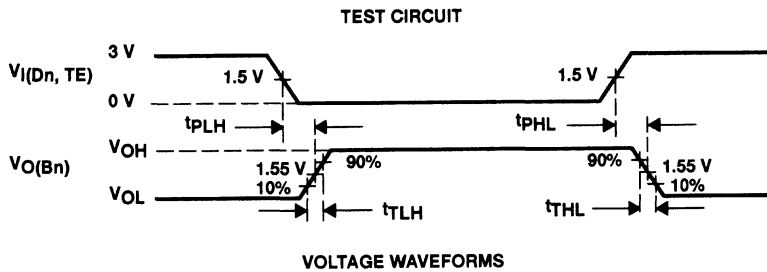 TEST CIRCUIT
3 V
VI(Dn, TE)
1.5 V
1.5 V
0 V
tPLH
tPHL
VOH
VO(Bn)
90%
90%
1.55 V
1.55 V
10%
10%
VOL
tTLH
tTHL
VOLTAGE WAVEFORMS